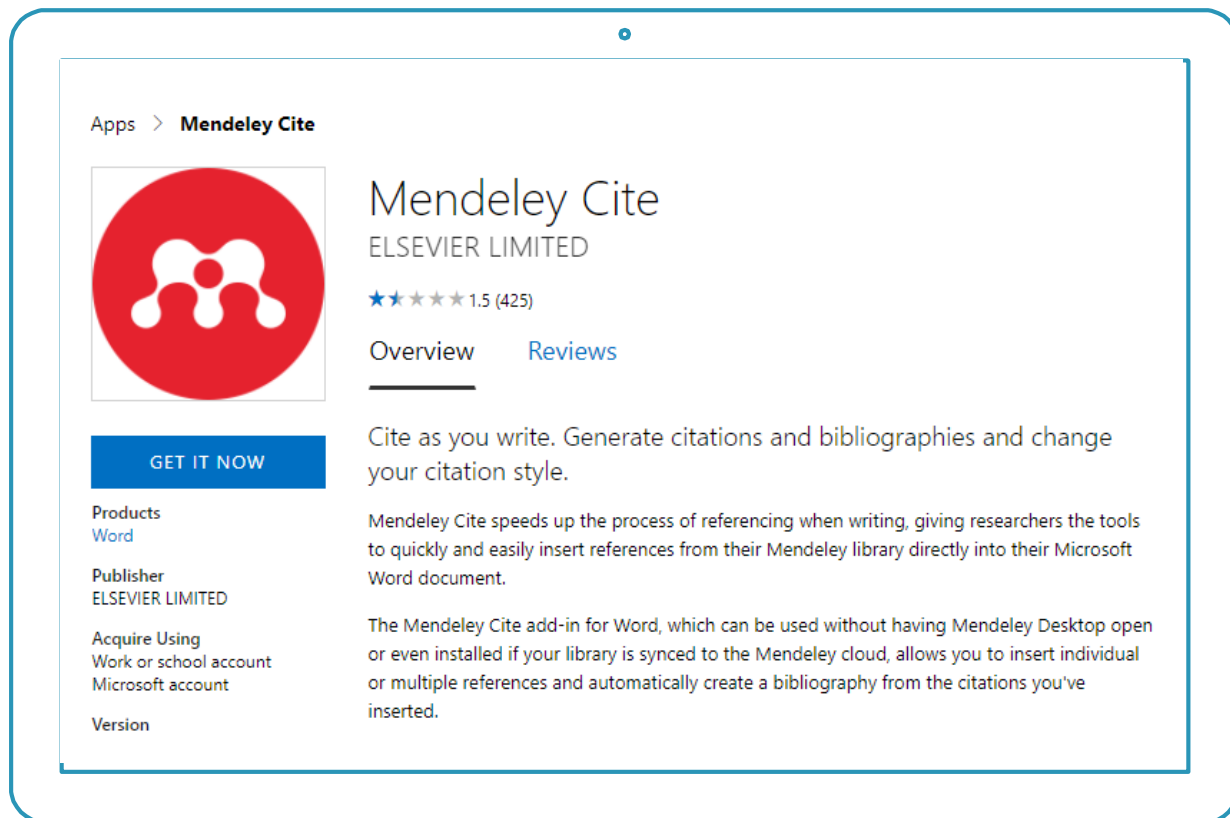 Apps > Mendeley Cite
Mendeley Cite
ELSEVIER LIMITED
1.5 (425)
Overview Reviews
GET IT NOW
Products
Word
Publisher
ELSEVIER LIMITED
Acquire Using
Work or school account
Microsoft account
Version
Cite as you write. Generate citations and bibliographies and change
your citation style.
Mendeley Cite speeds up the process of referencing when writing, giving researchers the tools
to quickly and easily insert references from their Mendeley library directly into their Microsoft
Word document.
The Mendeley Cite add-in for Word, which can be used without having Mendeley Desktop open
or even installed if your library is synced to the Mendeley cloud, allows you to insert individual
or multiple references and automatically create a bibliography from the citations you've
inserted.